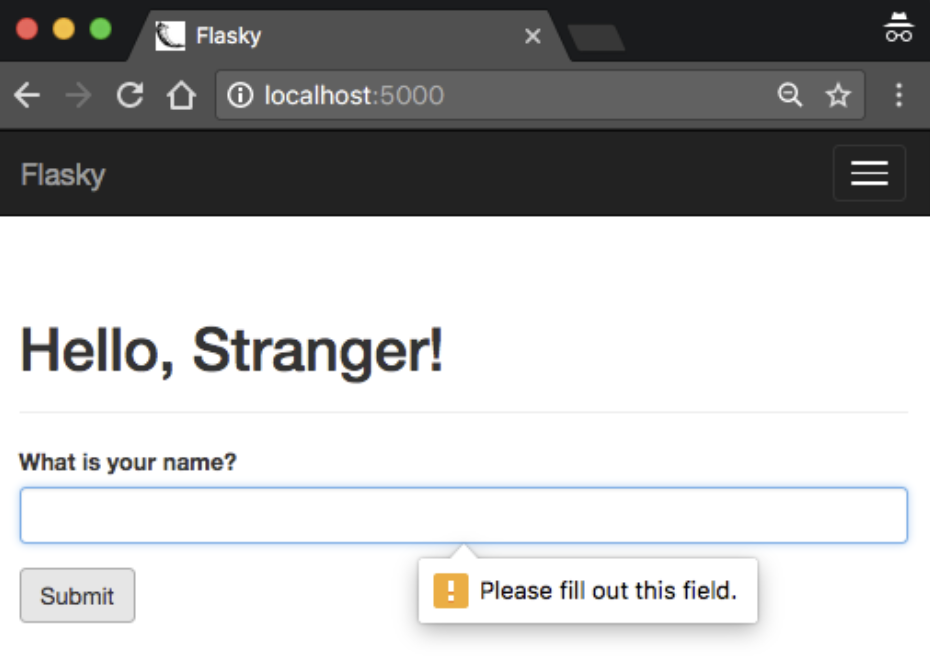 Flasky
localhost:5000
Flasky
Hello, Stranger!
What is your name?
Please fill out this field.
Submit